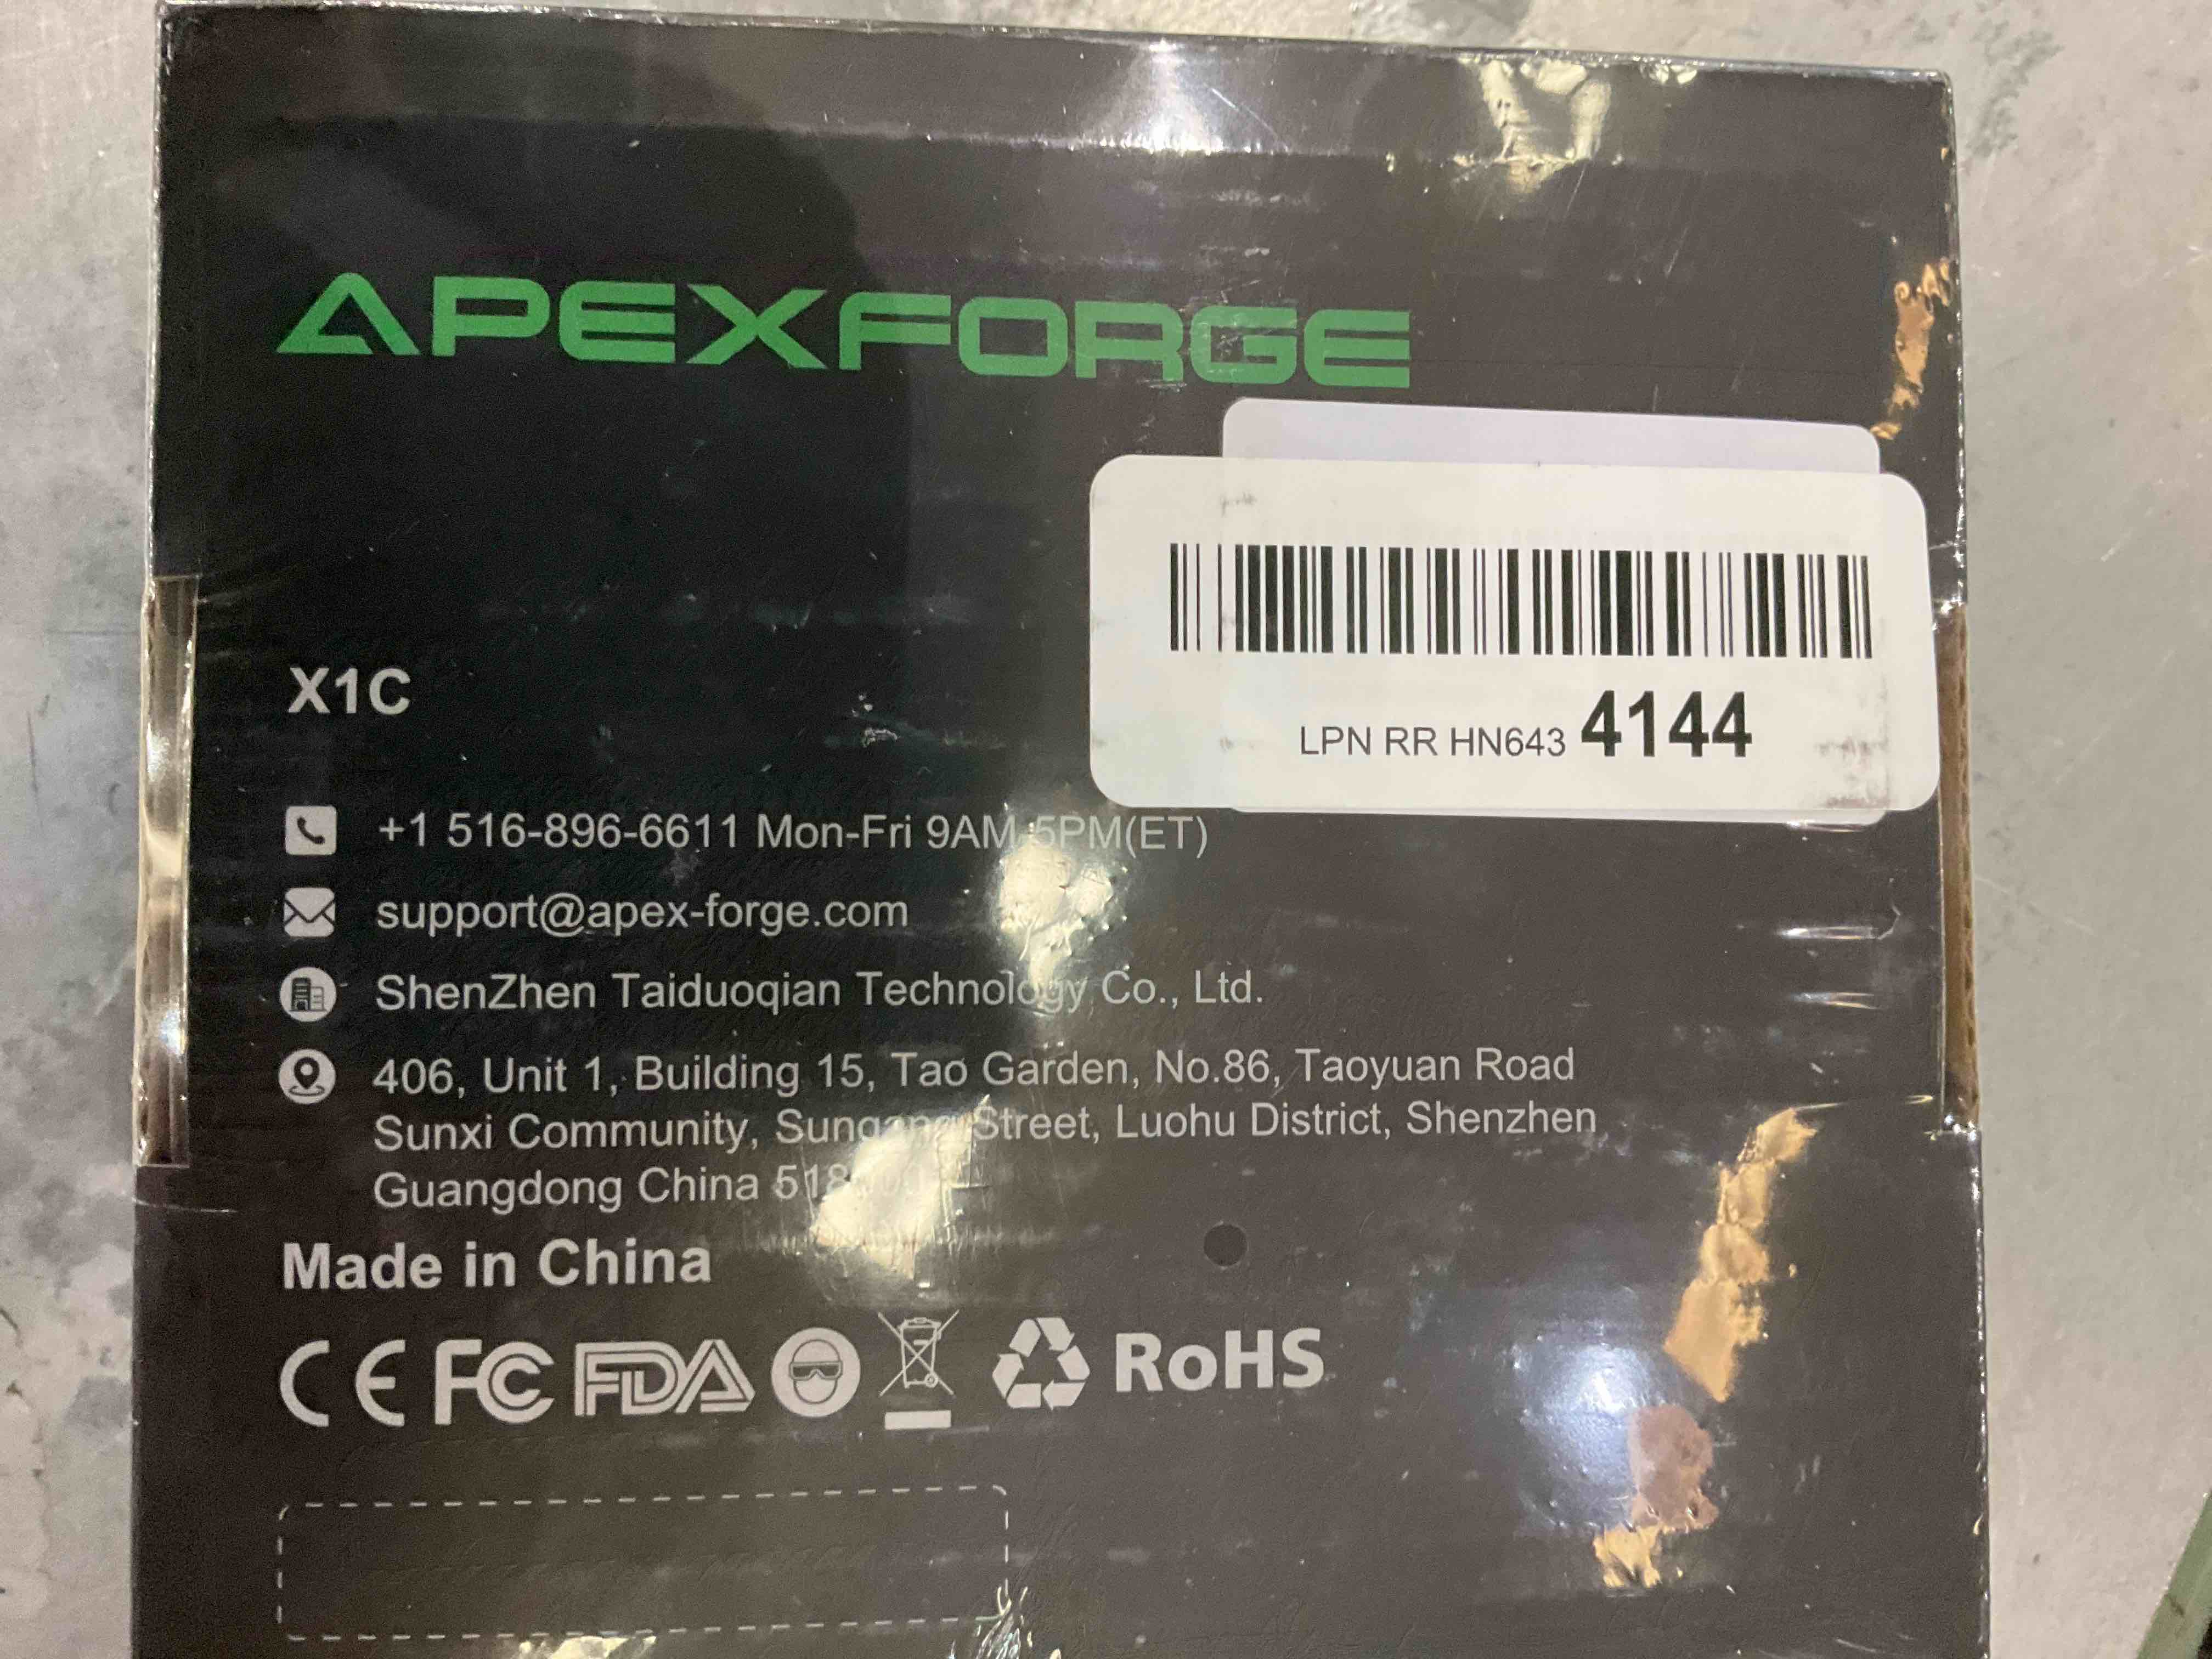 APEXFORGE
LPN RR HN643 4144
X1C
+1 516-896-6611 Mon-Fri 9AM-5PM(ET)
support@apex-forge.com
ShenZhen Taiduoqian Technology Co., Ltd.
406, Unit 1, Building 15, Tao Garden, No.86, Taoyuan Road
Sunxi Community, Sungang Street, Luohu District, Shenzhen
Guangdong China
Made in China
CE FC FDA RoHS